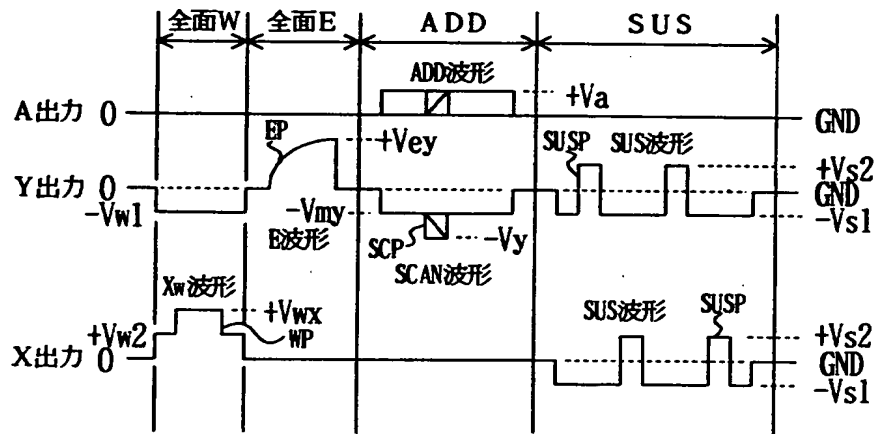 全面W 全面E ADD SUS
ADD波形
+Va
A出力 0
GND
EP
+Vey
SUSP SUS波形
+Vs2
Y出力 0
GND
-Vw1
-Vmy
-Vs1
E波形
SCP
-Vy
SCAN波形
Xw波形
+Vwx
SUS波形 SUSP
+Vw2
WP
+Vs2
X出力 0
GND
-Vs1